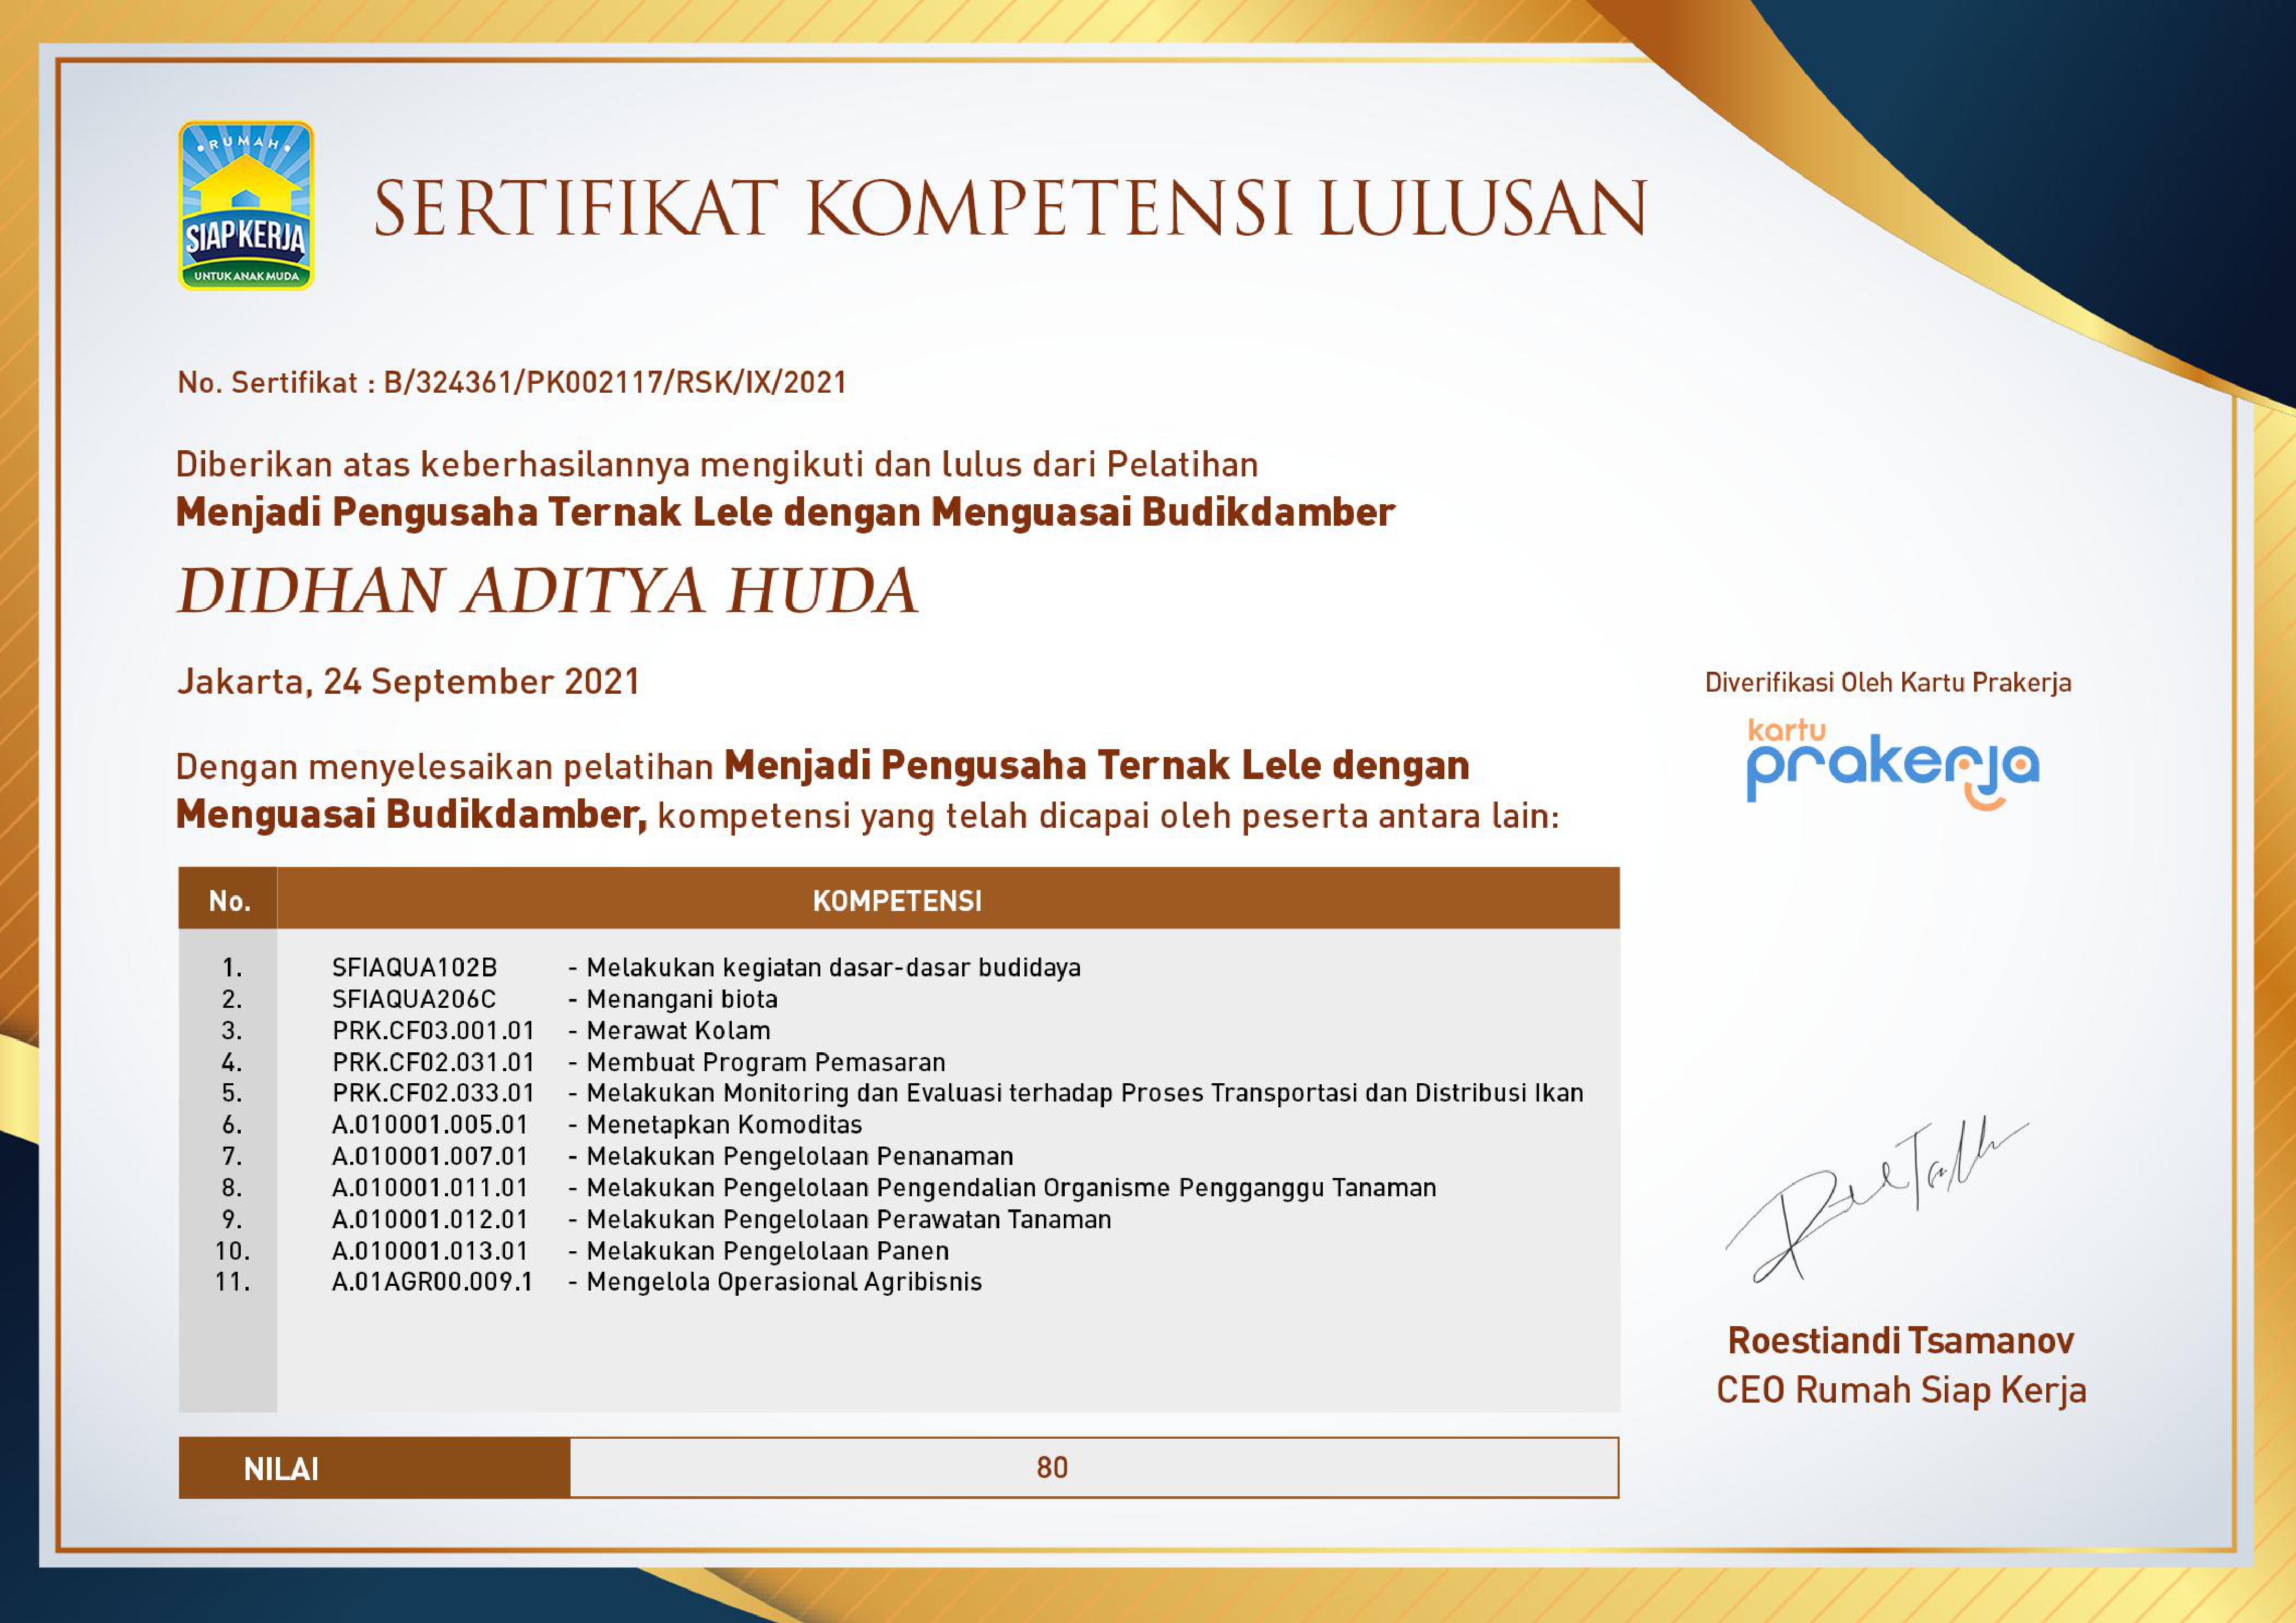 RUMAH
SIAPKERJA
UNTUK ANAK MUDA
SERTIFIKAT KOMPETENSI LULUSAN
No. Sertifikat : B/324361/PK002117/RSK/IX/2021
Diberikan atas keberhasilannya mengikuti dan lulus dari Pelatihan
Menjadi Pengusaha Ternak Lele dengan Menguasai Budikdamber
DIDHAN ADITYA HUDA
Jakarta, 24 September 2021
Diverifikasi Oleh Kartu Prakerja
kartu
prakerja
Dengan menyelesaikan pelatihan Menjadi Pengusaha Ternak Lele dengan
Menguasai Budikdamber, kompetensi yang telah dicapai oleh peserta antara lain:
No. KOMPETENSI
1. SFIAQUA102B - Melakukan kegiatan dasar-dasar budidaya
2. SFIAQUA206C - Menangani biota
3. PRK.CF03.001.01 - Merawat Kolam
4. PRK.CF02.031.01 - Membuat Program Pemasaran
5. PRK.CF02.033.01 - Melakukan Monitoring dan Evaluasi terhadap Proses Transportasi dan Distribusi Ikan
6. A.010001.005.01 - Menetapkan Komoditas
7. A.010001.007.01 - Melakukan Pengelolaan Penanaman
8. A.010001.011.01 - Melakukan Pengelolaan Pengendalian Organisme Pengganggu Tanaman
9. A.010001.012.01 - Melakukan Pengelolaan Perawatan Tanaman
10. A.010001.013.01 - Melakukan Pengelolaan Panen
11. A.01AGR00.009.1 - Mengelola Operasional Agribisnis
NILAI 80
Roestiandi Tsamanov
CEO Rumah Siap Kerja